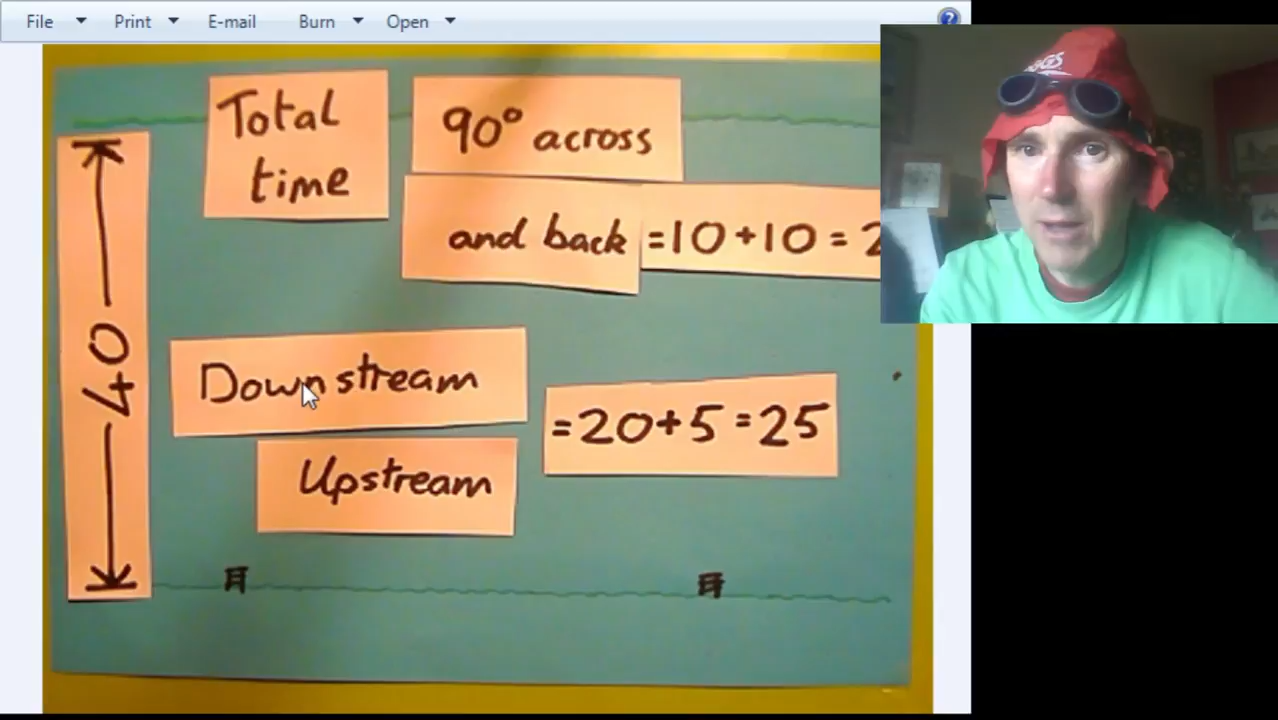 File Print E-mail Burn Open
Total
time
90° across
and back =10+10=2
40
Downstream
=20+5=25
Upstream